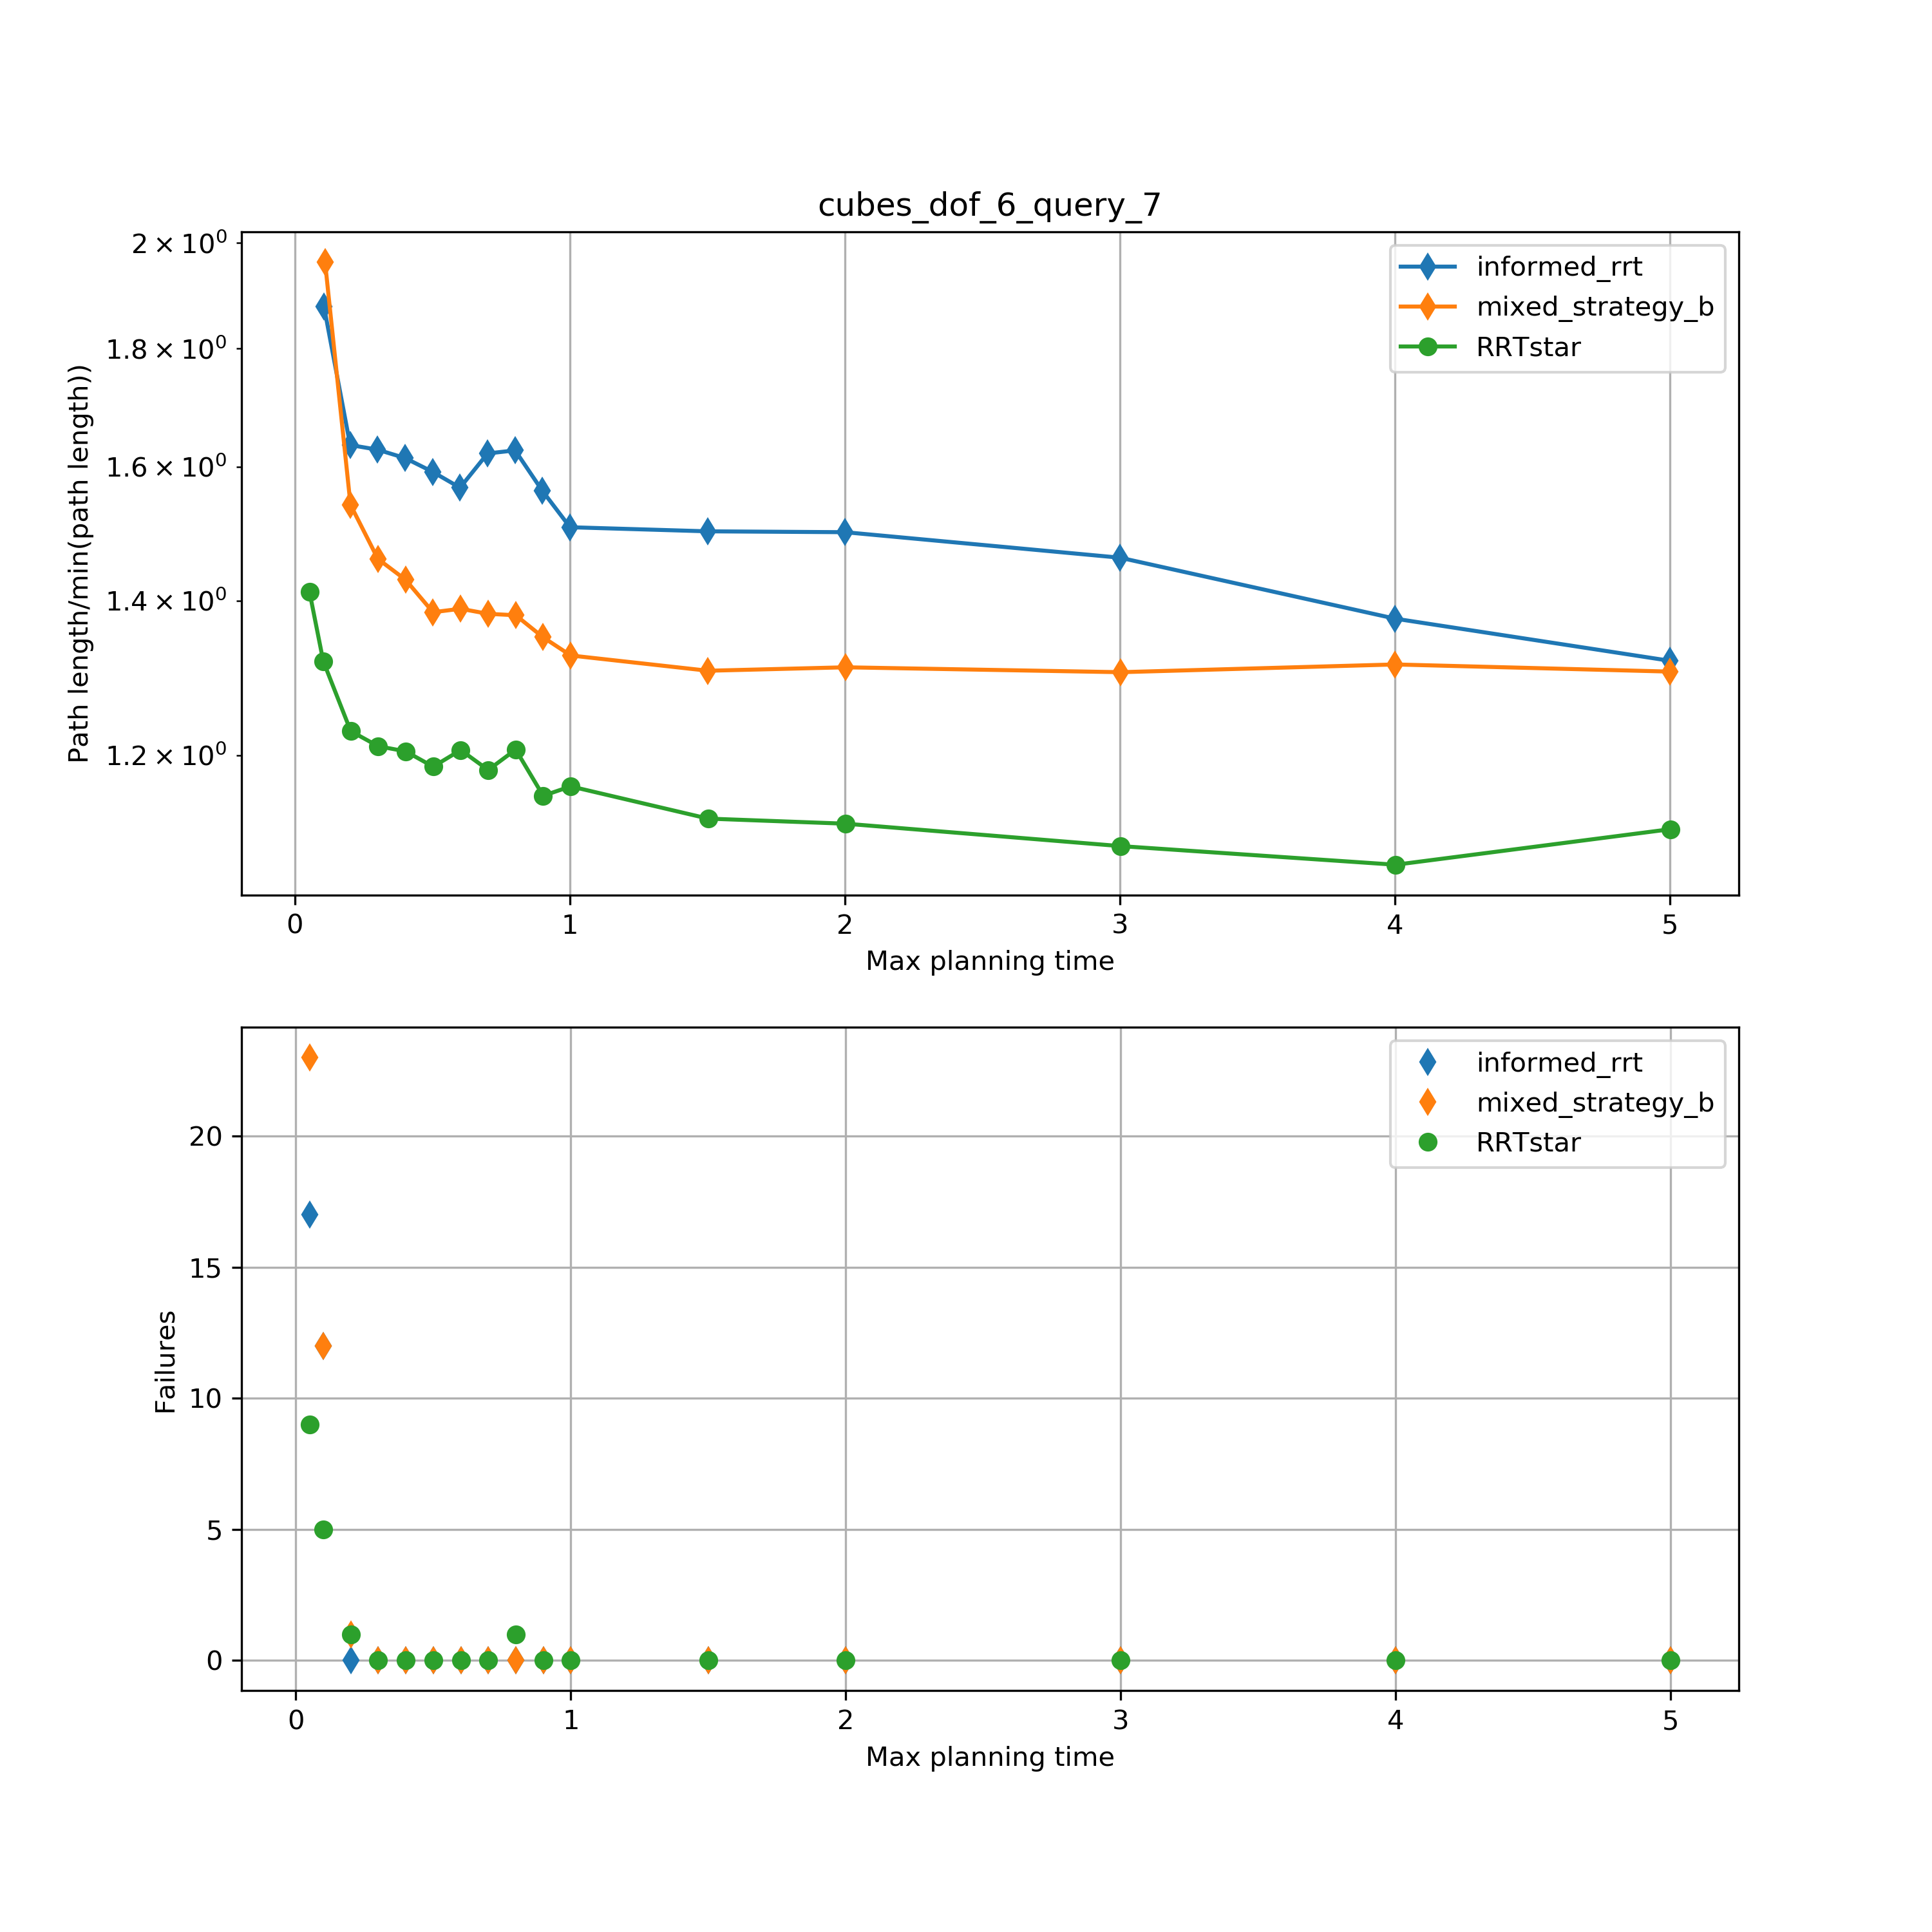 cubes_dof_6_query_7
2 × 10⁰
1.8 × 10⁰
1.6 × 10⁰
1.4 × 10⁰
1.2 × 10⁰
Path length/min(path length))
informed_rrt
mixed_strategy_b
RRTstar
0 1 2 3 4 5
Max planning time
20
15
10
5
0
Failures
informed_rrt
mixed_strategy_b
RRTstar
0 1 2 3 4 5
Max planning time